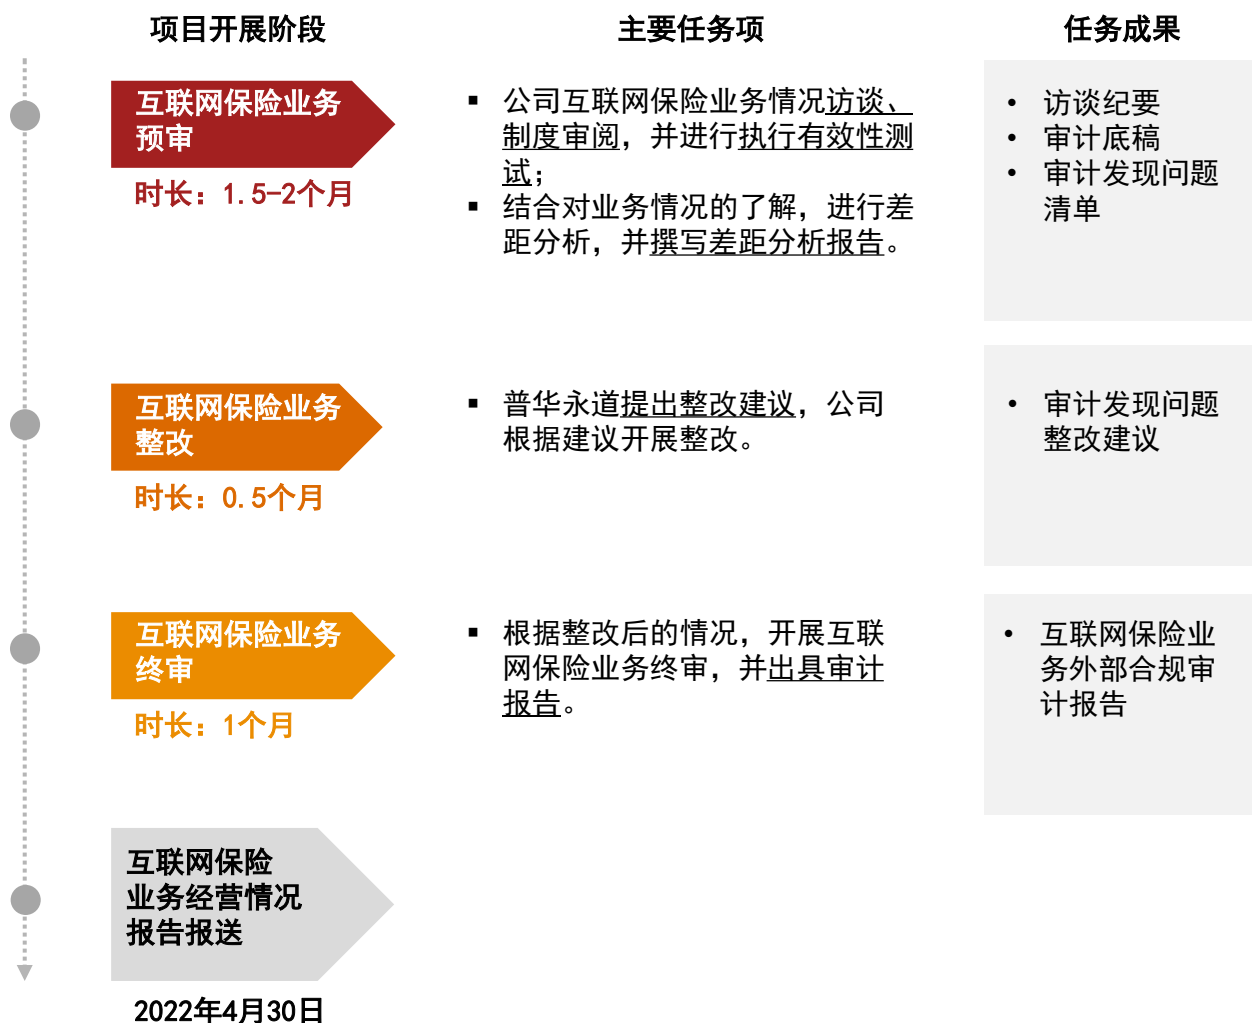 项目开展阶段
主要任务项
任务成果
互联网保险业务
预审
时长：1.5-2个月
▪ 公司互联网保险业务情况访谈、
制度审阅，并进行执行有效性测
试；
▪ 结合对业务情况的了解，进行差
距分析，并撰写差距分析报告。
• 访谈纪要
• 审计底稿
• 审计发现问题
清单
互联网保险业务
整改
时长：0.5个月
▪ 普华永道提出整改建议，公司
根据建议开展整改。
• 审计发现问题
整改建议
互联网保险业务
终审
时长：1个月
▪ 根据整改后的情况，开展互联
网保险业务终审，并出具审计
报告。
• 互联网保险业
务外部合规审
计报告
互联网保险
业务经营情况
报告报送
2022年4月30日